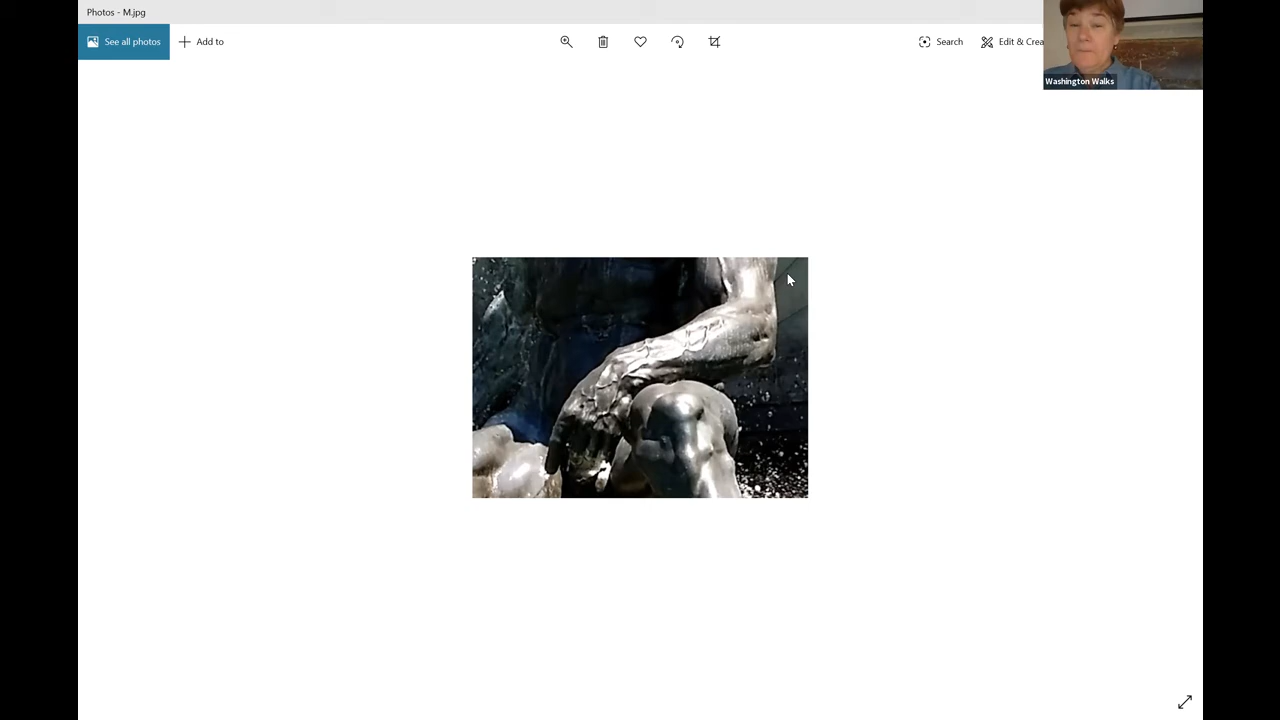 Photos - M.jpg
See all photos
Add to
Search
Edit & Crea
Washington Walks